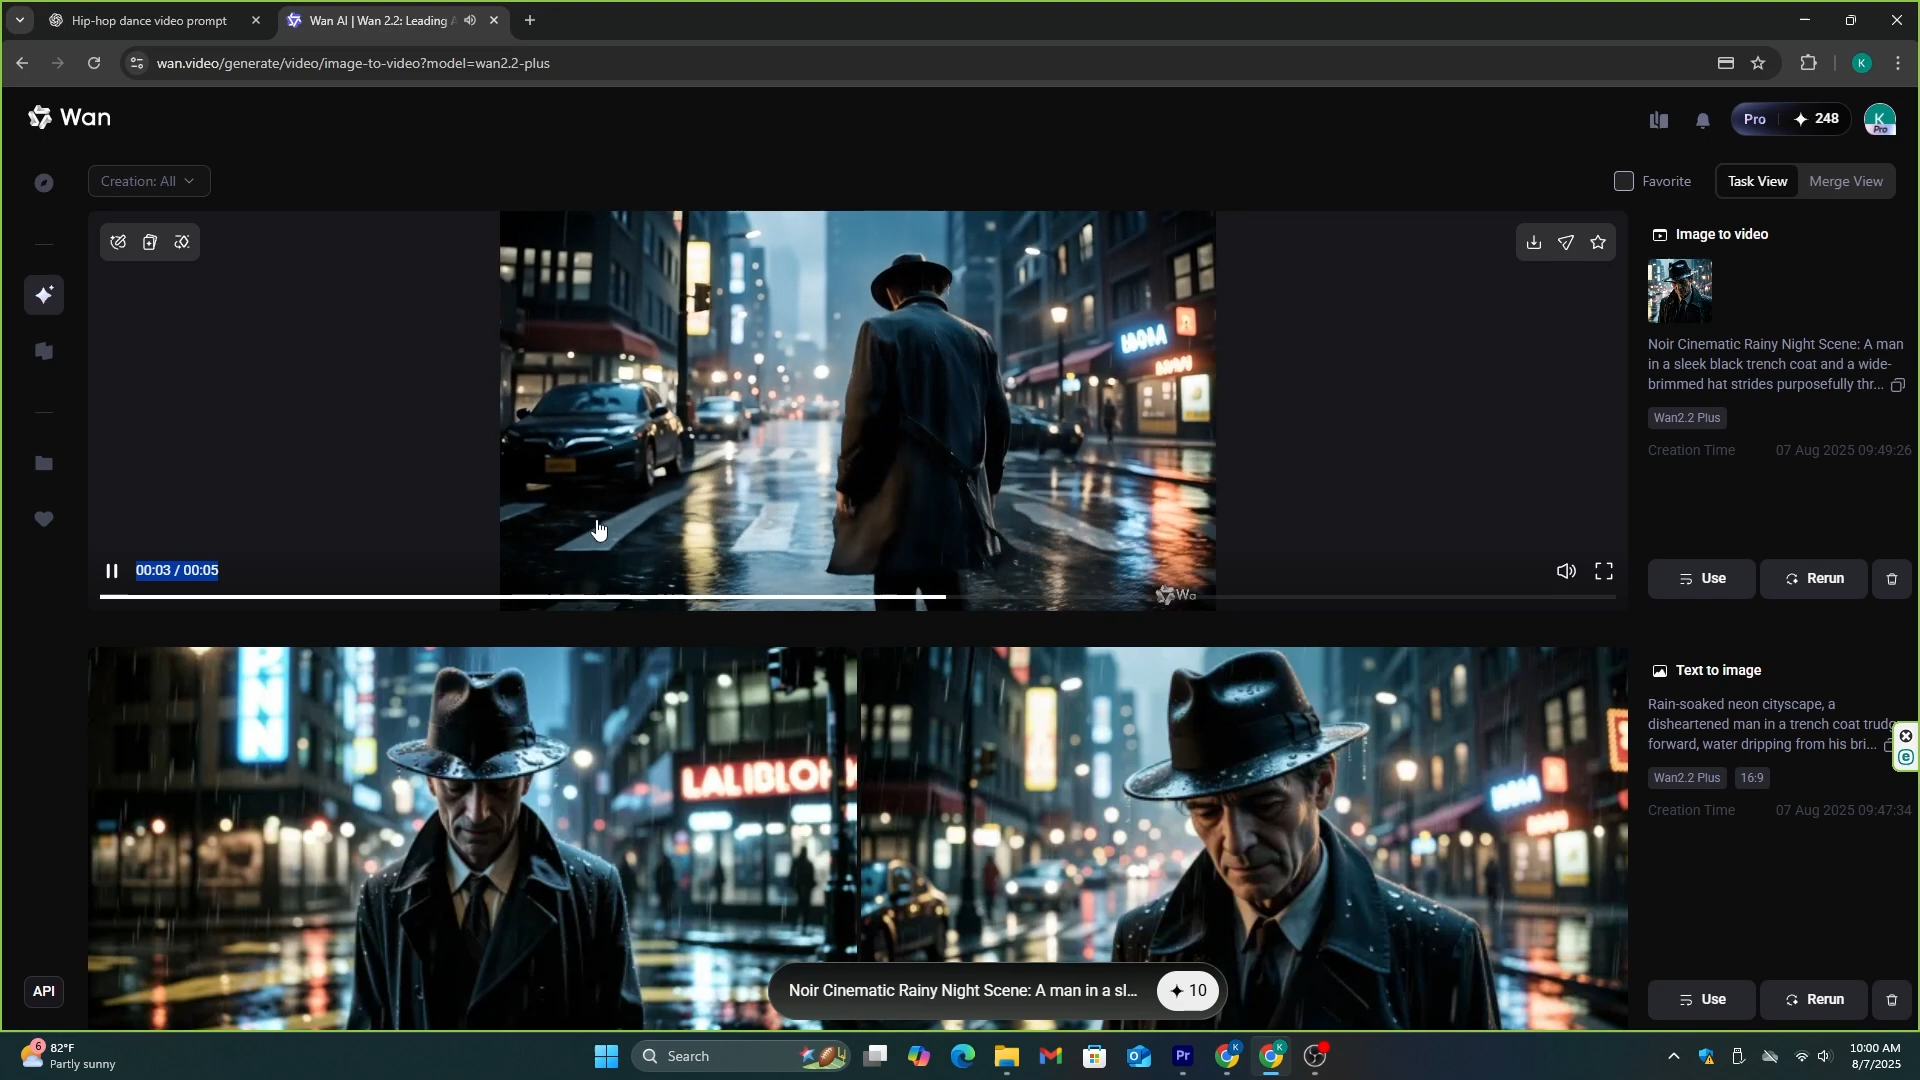 Hip-hop dance video prompt
Wan AI | Wan 2.2: Leading A
wan.video/generate/video/image-to-video?model=wan2.2-plus
K
Wan
Pro 248
K
Pro
Creation: All
Favorite
Task View
Merge View
Image to video
Noir Cinematic Rainy Night Scene: A man
in a sleek black trench coat and a wide-
brimmed hat strides purposefully thr...
Wan2.2 Plus
Creation Time 07 Aug 2025 09:49:26
00:03 / 00:05
Wa
Use
Rerun
LALIBLOH
Text to image
Rain-soaked neon cityscape, a
disheartened man in a trench coat trudg
forward, water dripping from his bri...
Wan2.2 Plus
16:9
Creation Time 07 Aug 2025 09:47:34
API
Noir Cinematic Rainy Night Scene: A man in a sl...
10
Use
Rerun
6
82°F
Partly sunny
Search
Pr
K
K
10:00 AM
8/7/2025